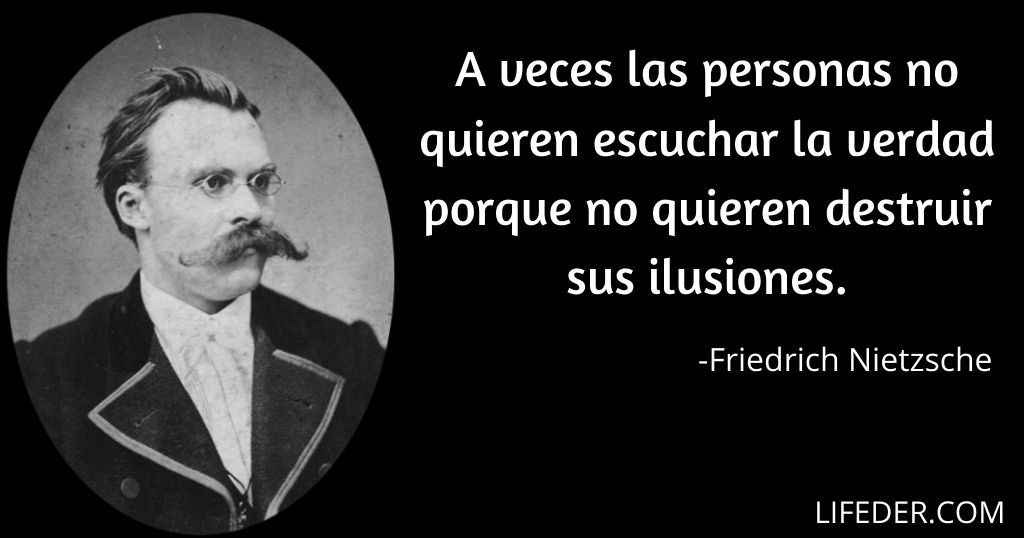 A veces las personas no
quieren escuchar la verdad
porque no quieren destruir
sus ilusiones.
-Friedrich Nietzsche
LIFEDER.COM